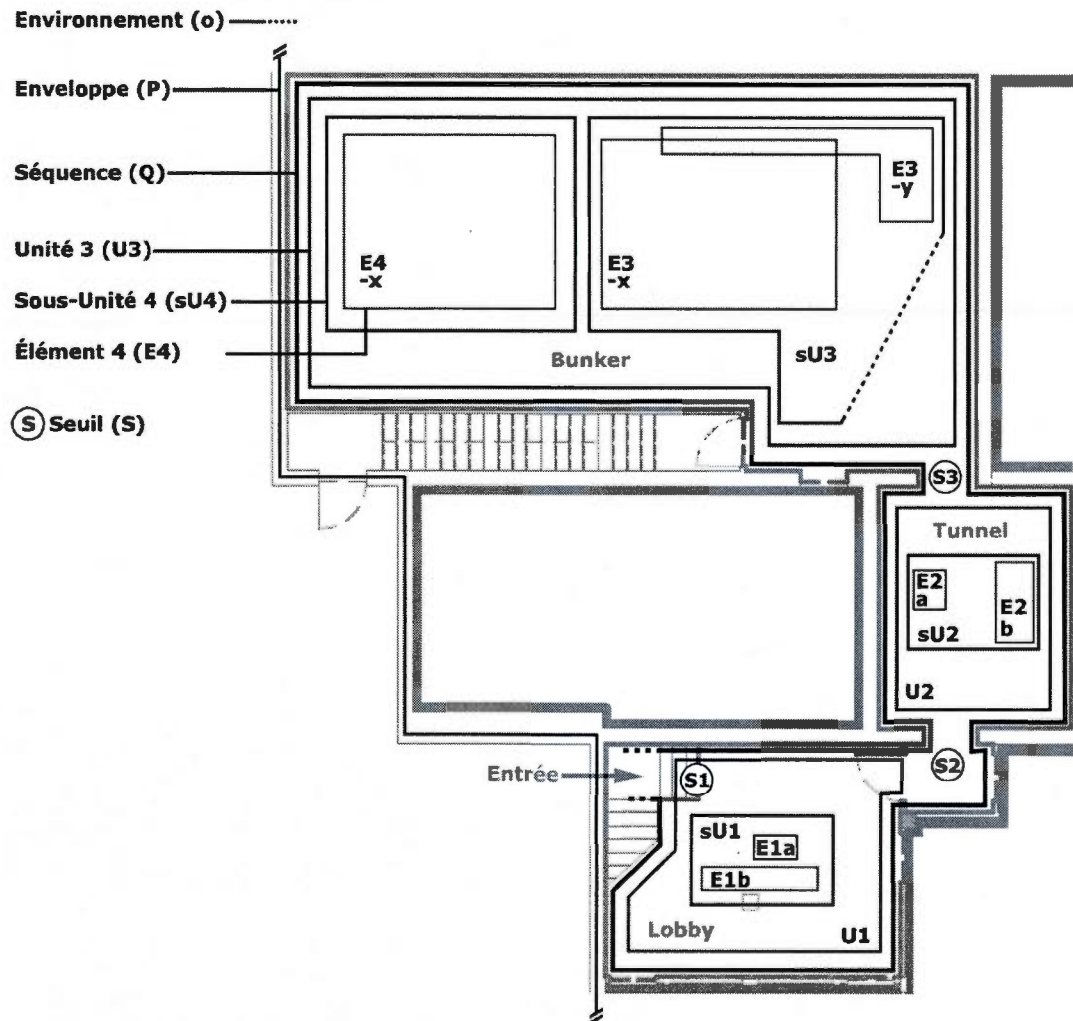 Environnement (o)
Enveloppe (P)
Séquence (Q)
Unité 3 (U3)
Sous-Unité 4 (sU4)
Élément 4 (E4)
S Seuil (S)
E4
-x
E3
-x
E3
-y
sU3
Bunker
S3
Tunnel
E2
a
E2
b
sU2
U2
Entrée
S1
S2
sU1
E1a
E1b
Lobby
U1